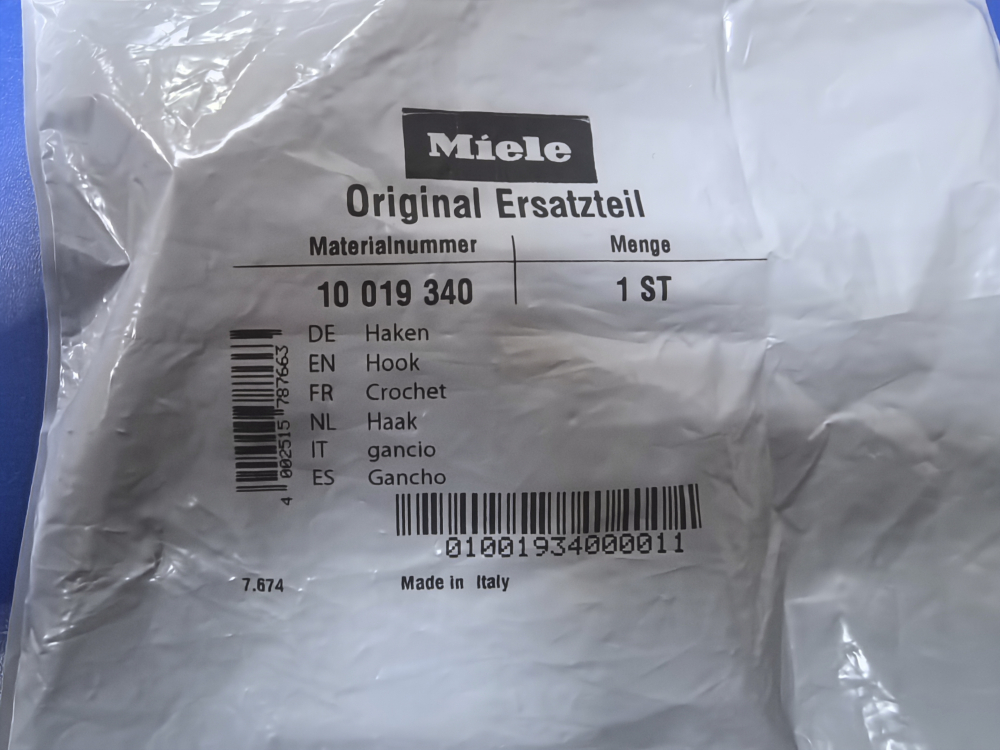 Miele
Original Ersatzteil
Materialnummer Menge
10 019 340 1 ST
DE Haken
EN Hook
FR Crochet
NL Haak
IT gancio
ES Gancho
4 002515 787663
01001934000011
7.674 Made in Italy